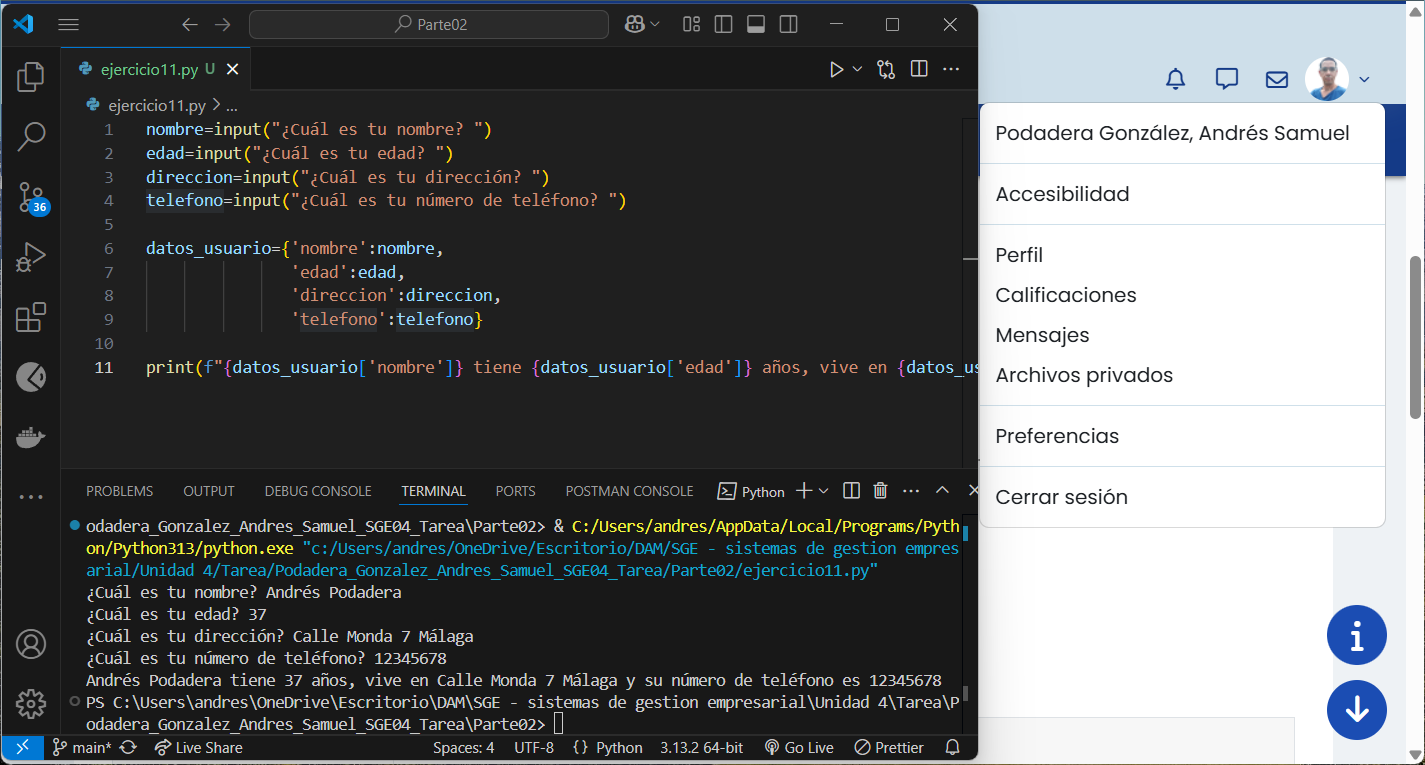 Parte02
ejercicio11.py U
ejercicio11.py > ...
1 nombre=input("¿Cuál es tu nombre? ")
2 edad=input("¿Cuál es tu edad? ")
3 direccion=input("¿Cuál es tu dirección? ")
4 telefono=input("¿Cuál es tu número de teléfono? ")
5
6 datos_usuario={'nombre':nombre,
7 'edad':edad,
8 'direccion':direccion,
9 'telefono':telefono}
10
11 print(f"{datos_usuario['nombre']} tiene {datos_usuario['edad']} años, vive en {datos_us
36
PROBLEMS OUTPUT DEBUG CONSOLE TERMINAL PORTS POSTMAN CONSOLE Python
odadera_Gonzalez_Andres_Samuel_SGE04_Tarea\Parte02> & C:/Users/andres/AppData/Local/Programs/Pyth
on/Python313/python.exe "c:/Users/andres/OneDrive/Escritorio/DAM/SGE - sistemas de gestion empres
arial/Unidad 4/Tarea/Podadera_Gonzalez_Andres_Samuel_SGE04_Tarea/Parte02/ejercicio11.py"
¿Cuál es tu nombre? Andrés Podadera
¿Cuál es tu edad? 37
¿Cuál es tu dirección? Calle Monda 7 Málaga
¿Cuál es tu número de teléfono? 12345678
Andrés Podadera tiene 37 años, vive en Calle Monda 7 Málaga y su número de teléfono es 12345678
PS C:\Users\andres\OneDrive\Escritorio\DAM\SGE - sistemas de gestion empresarial\Unidad 4\Tarea\P
odadera_Gonzalez_Andres_Samuel_SGE04_Tarea\Parte02>
main* Live Share Spaces: 4 UTF-8 {} Python 3.13.2 64-bit Go Live Prettier
Podadera González, Andrés Samuel
Accesibilidad
Perfil
Calificaciones
Mensajes
Archivos privados
Preferencias
Cerrar sesión